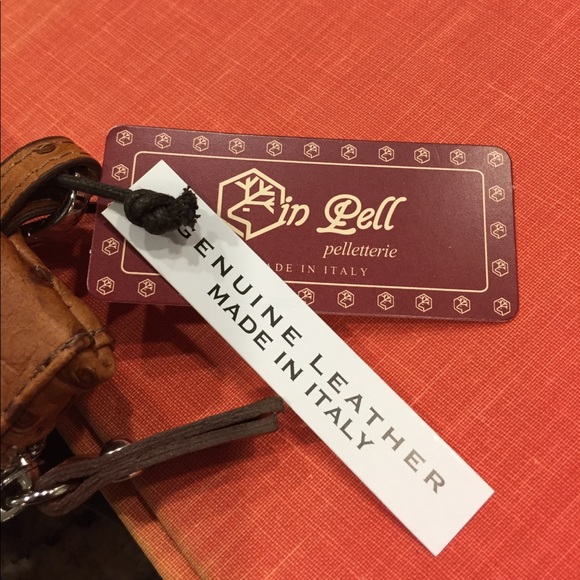 in Pell
pelletterie
ADE IN ITALY
GENUINE LEATHER
MADE IN ITALY